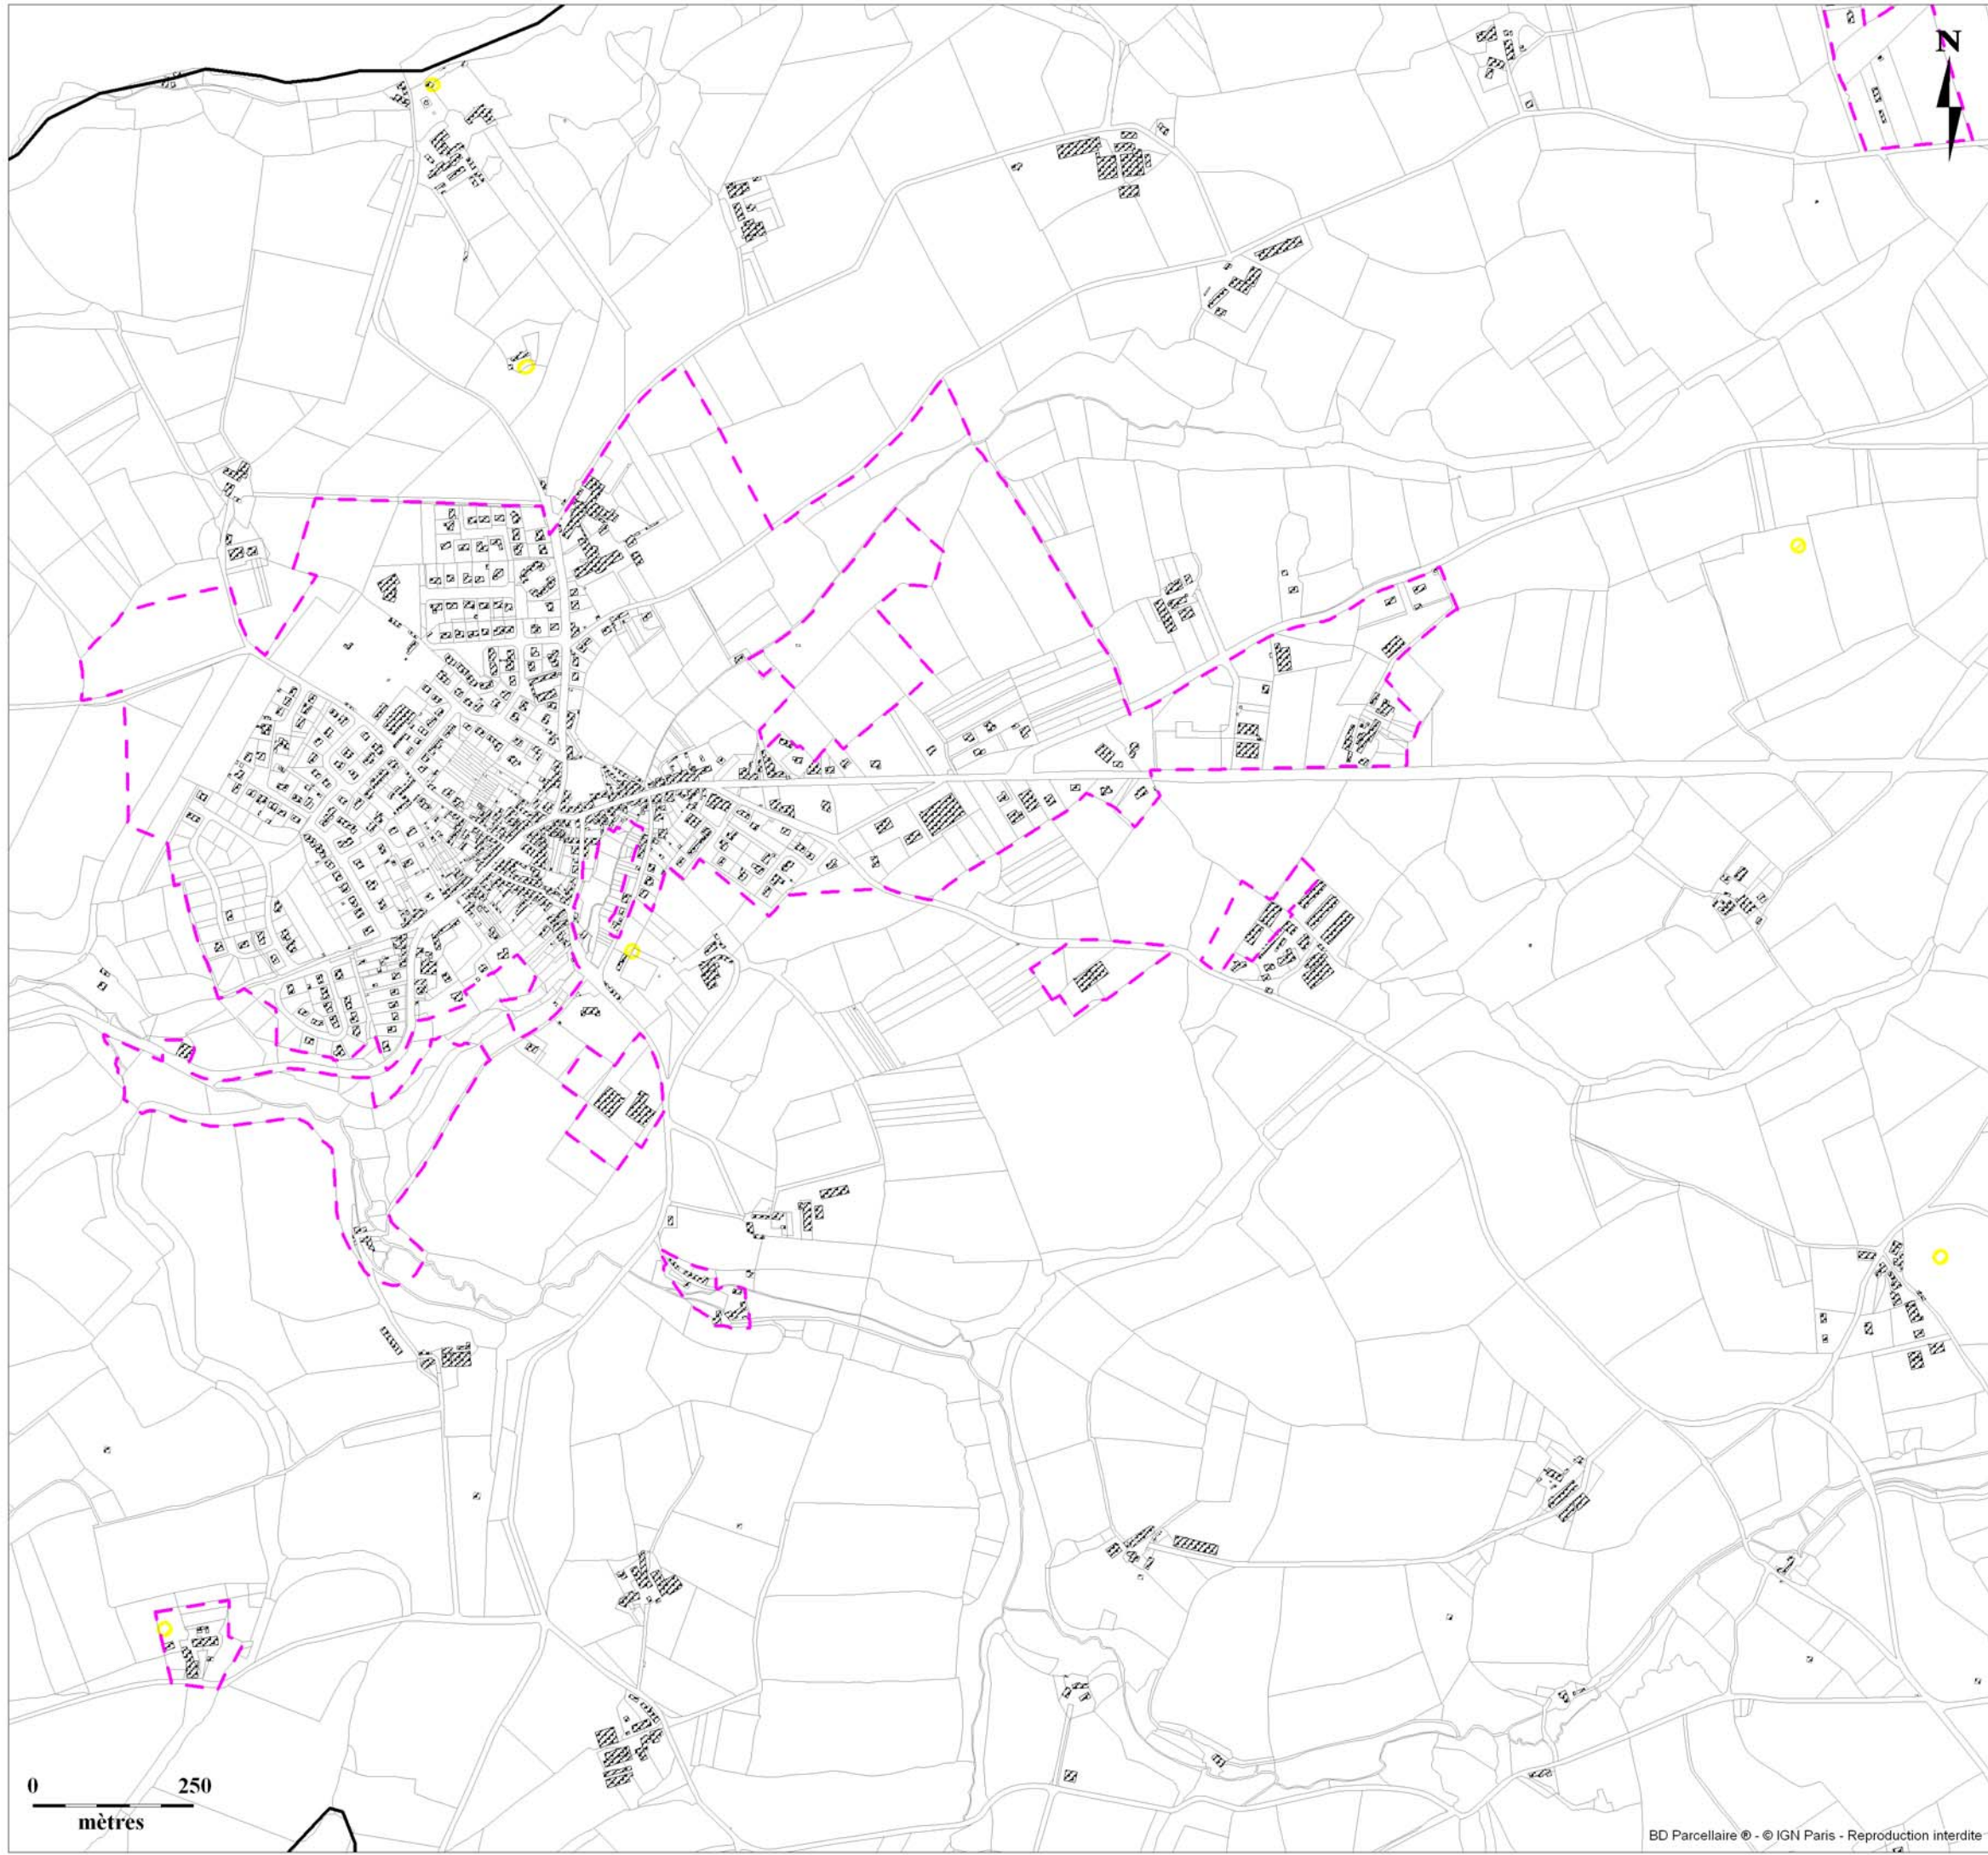 N
0 250
mètres
BD Parcellaire ® - © IGN Paris - Reproduction interdite